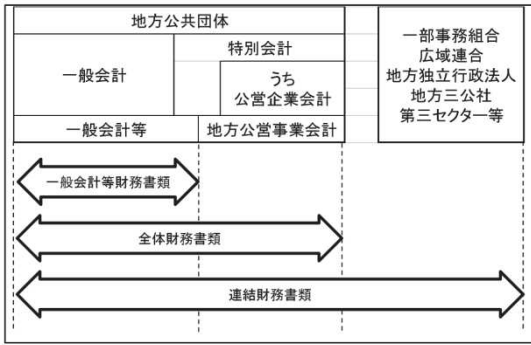 地方公共団体
一般会計
特別会計
うち
公営企業会計
一般会計等
地方公営事業会計
一部事務組合
広域連合
地方独立行政法人
地方三公社
第三セクター等
一般会計等財務書類
全体財務書類
連結財務書類